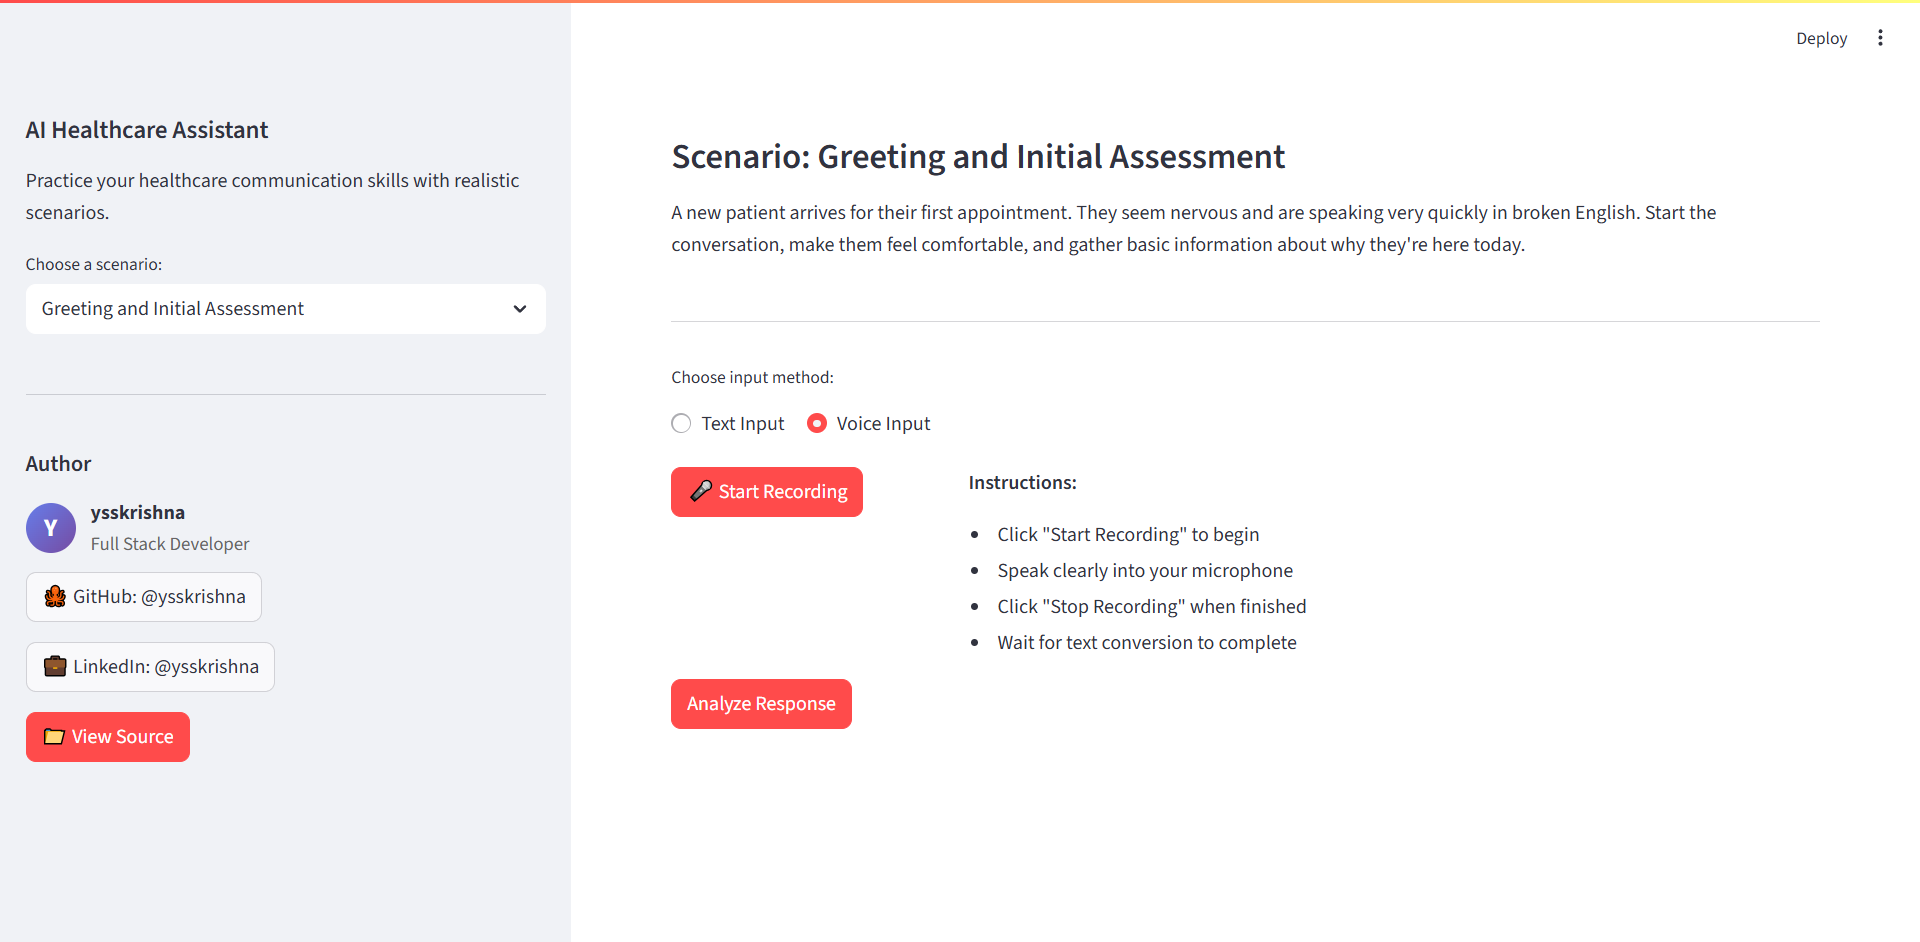 Deploy
AI Healthcare Assistant
Practice your healthcare communication skills with realistic
scenarios.
Choose a scenario:
Greeting and Initial Assessment
Author
Y
ysskrishna
Full Stack Developer
GitHub: @ysskrishna
LinkedIn: @ysskrishna
View Source
Scenario: Greeting and Initial Assessment
A new patient arrives for their first appointment. They seem nervous and are speaking very quickly in broken English. Start the
conversation, make them feel comfortable, and gather basic information about why they're here today.
Choose input method:
Text Input
Voice Input
Start Recording
Instructions:
Click "Start Recording" to begin
Speak clearly into your microphone
Click "Stop Recording" when finished
Wait for text conversion to complete
Analyze Response